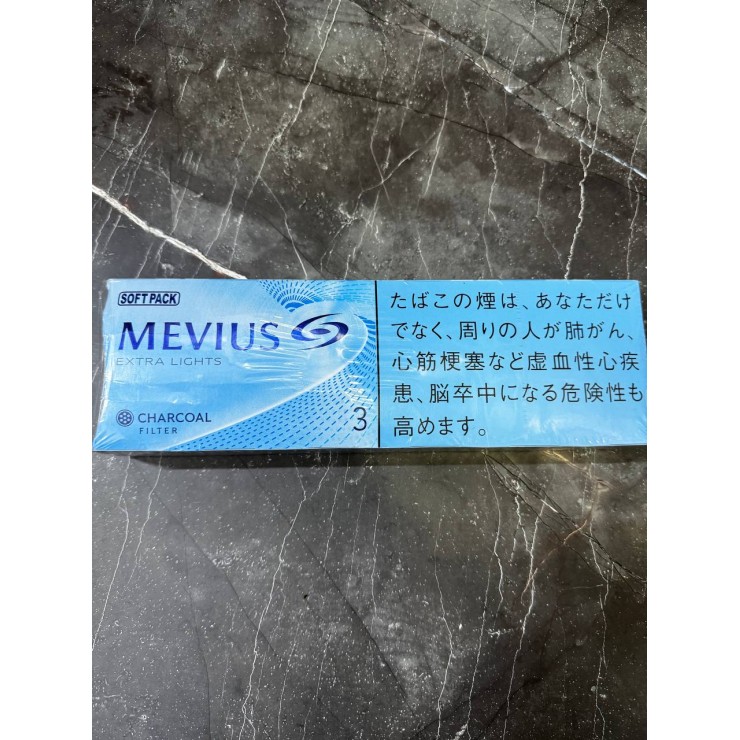 SOFT PACK
MEVIUS
EXTRA LIGHTS
CHARCOAL
FILTER
3
たばこの煙は、あなただけ
でなく、周りの人が肺がん、
心筋梗塞など虚血性心疾
患、脳卒中になる危険性も
高めます。